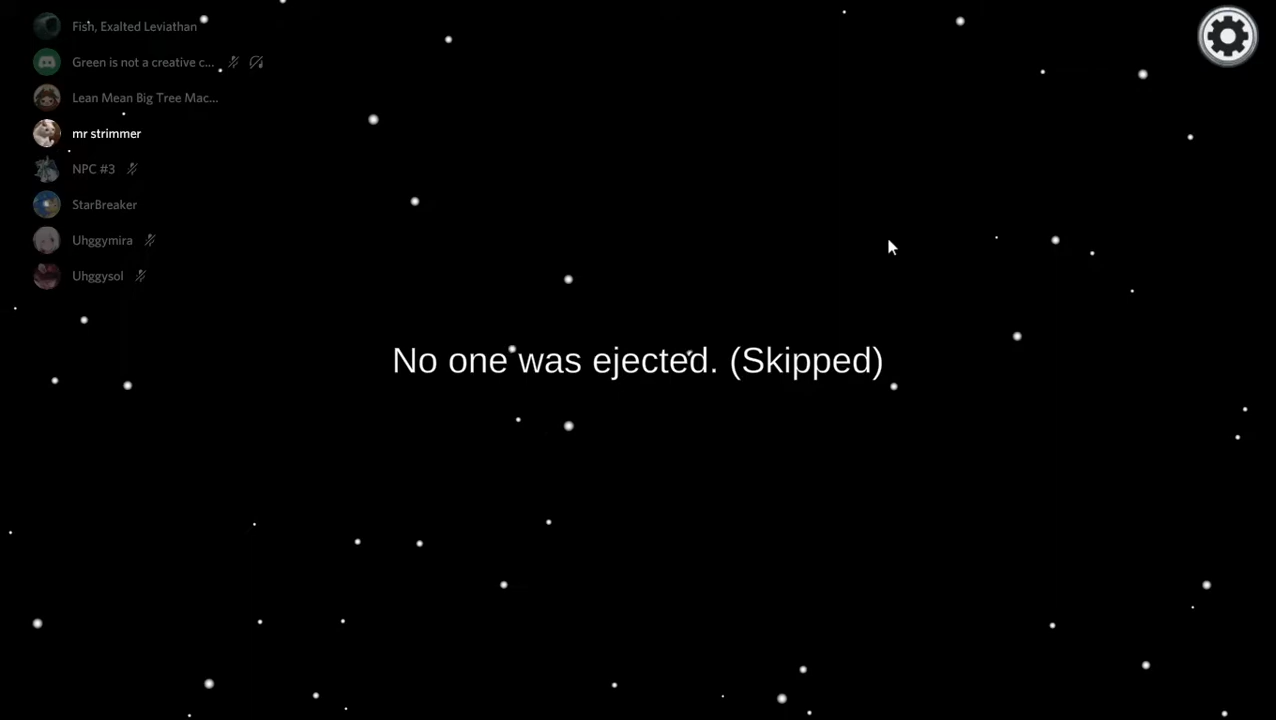 Fish, Exalted Leviathan
Green is not a creative c...
Lean Mean Big Tree Mac...
mr strimmer
NPC #3
StarBreaker
Uhggymira
Uhggysol
No one was ejected. (Skipped)